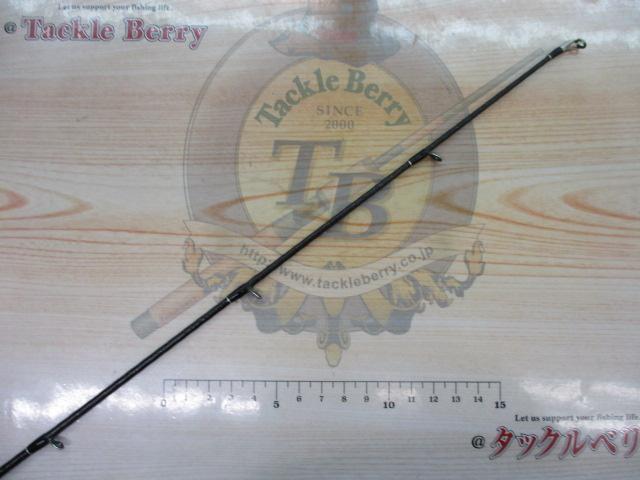 Let us support your fishing life.
@ Tackle Berry
Tackle Berry
SINCE
2000
TB
http://www.tackleberry.co.jp
0 1 2 3 4 5 6 7 8 9 10 11 12 13 14 15
Let us support your fishing life.
@ タックルベリ